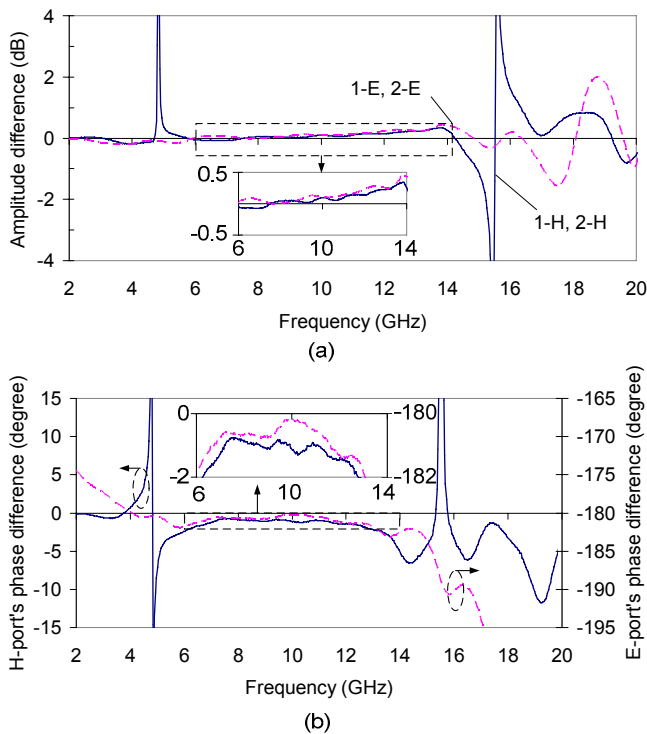 Amplitude difference (dB)
4
2
0
-2
-4
1-E, 2-E
0.5
-0.5
6 10 14
1-H, 2-H
2 4 6 8 10 12 14 16 18 20
Frequency (GHz)
(a)
H-port's phase difference (degree)
15
10
5
0
-5
-10
-15
0
-2
-180
-182
6 10 14
-165
-170
-175
-180
-185
-190
-195
E-port's phase difference (degree)
2 4 6 8 10 12 14 16 18 20
Frequency (GHz)
(b)